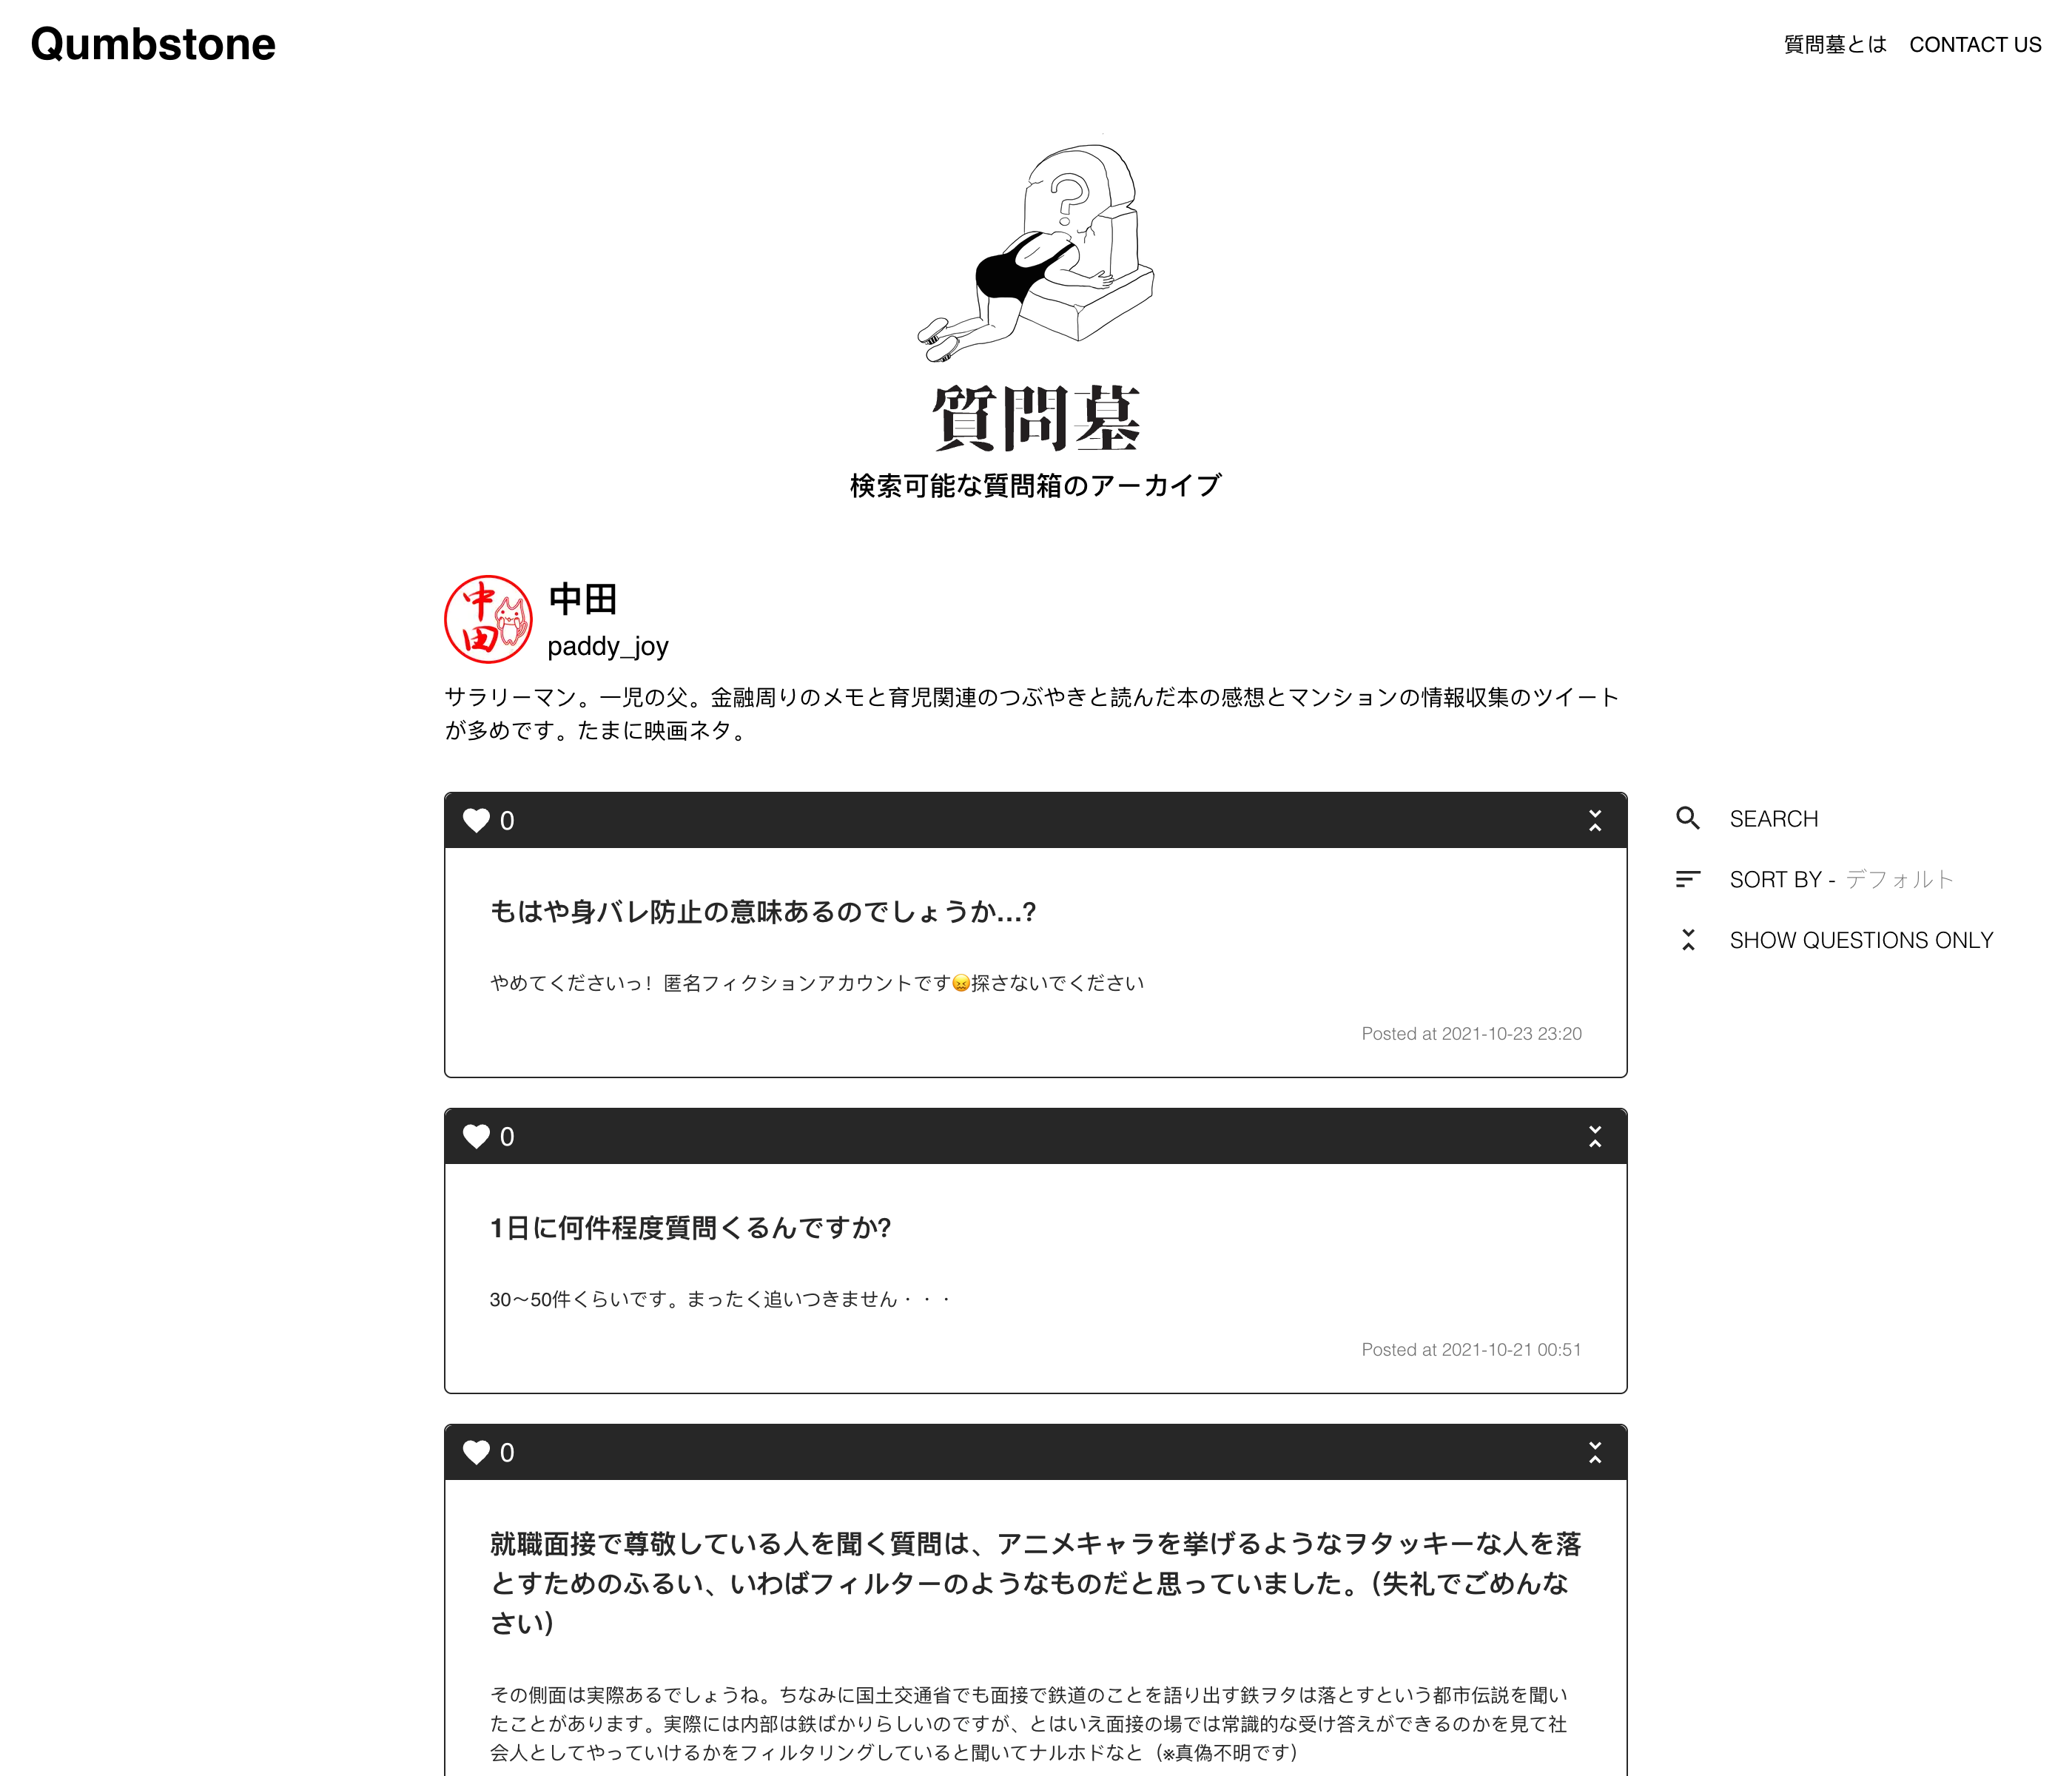 Qumbstone
質問墓とは CONTACT US
?
質問墓
検索可能な質問箱のアーカイブ
中田
中田
paddy_joy
サラリーマン。一児の父。金融周りのメモと育児関連のつぶやきと読んだ本の感想とマンションの情報収集のツイート
が多めです。たまに映画ネタ。
0
SEARCH
SORT BY - デフォルト
SHOW QUESTIONS ONLY
もはや身バレ防止の意味あるのでしょうか...?
やめてくださいっ！匿名フィクションアカウントです😖探さないでください
Posted at 2021-10-23 23:20
0
1日に何件程度質問くるんですか?
30〜50件くらいです。まったく追いつきません・・・
Posted at 2021-10-21 00:51
0
就職面接で尊敬している人を聞く質問は、アニメキャラを挙げるようなヲタッキーな人を落
とすためのふるい、いわばフィルターのようなものだと思っていました。（失礼でごめんな
さい）
その側面は実際あるでしょうね。ちなみに国土交通省でも面接で鉄道のことを語り出す鉄ヲタは落とすという都市伝説を聞い
たことがあります。実際には内部は鉄ばかりらしいのですが、とはいえ面接の場では常識的な受け答えができるのかを見て社
会人としてやっていけるかをフィルタリングしていると聞いてナルホドなと（※真偽不明です）